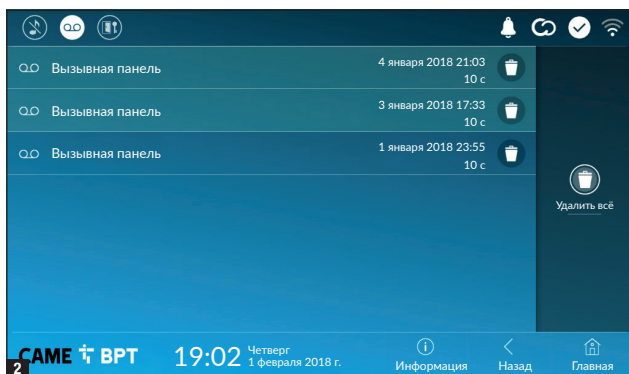 Вызывная панель 4 января 2018 21:03
10 с
Вызывная панель 3 января 2018 17:33
10 с
Вызывная панель 1 января 2018 23:55
10 с
Удалить всё
CAME BPT 19:02 Четверг
1 февраля 2018 г.
Информация Назад Главная
2